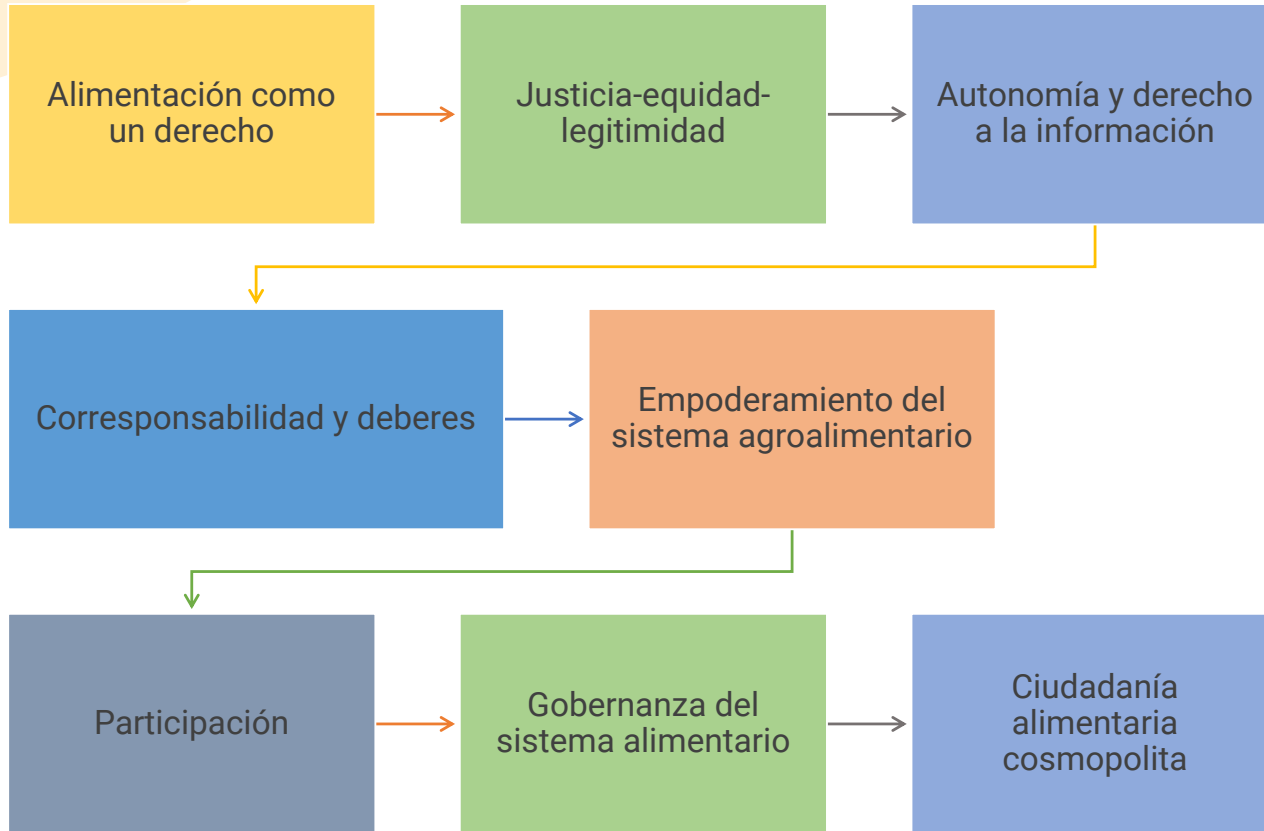 Alimentación como
un derecho
Justicia-equidad-
legitimidad
Autonomía y derecho
a la información
Corresponsabilidad y deberes
Empoderamiento del
sistema agroalimentario
Participación
Gobernanza del
sistema alimentario
Ciudadanía
alimentaria
cosmopolita